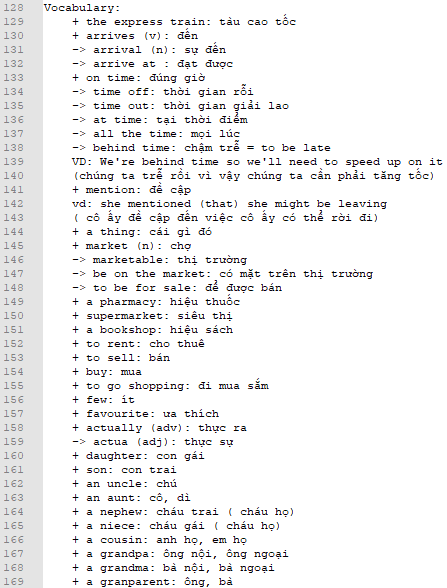 128 Vocabulary:
129 + the express train: tàu cao tốc
130 + arrives (v): đến
131 -> arrival (n): sự đến
132 -> arrive at : đạt được
133 + on time: đúng giờ
134 -> time off: thời gian rỗi
135 -> time out: thời gian giải lao
136 -> at time: tại thời điểm
137 -> all the time: mọi lúc
138 -> behind time: chậm trễ = to be late
139 VD: We're behind time so we'll need to speed up on it
140 (chúng ta trễ rồi vì vậy chúng ta cần phải tăng tốc)
141 + mention: đề cập
142 vd: she mentioned (that) she might be leaving
143 ( cô ấy đề cập đến việc cô ấy có thể rời đi)
144 + a thing: cái gì đó
145 + market (n): chợ
146 -> marketable: thị trường
147 -> be on the market: có mặt trên thị trường
148 -> to be for sale: để được bán
149 + a pharmacy: hiệu thuốc
150 + supermarket: siêu thị
151 + a bookshop: hiệu sách
152 + to rent: cho thuê
153 + to sell: bán
154 + buy: mua
155 + to go shopping: đi mua sắm
156 + few: ít
157 + favourite: ưa thích
158 + actually (adv): thực ra
159 -> actua (adj): thực sự
160 + daughter: con gái
161 + son: con trai
162 + an uncle: chú
163 + an aunt: cô, dì
164 + a nephew: cháu trai ( cháu họ)
165 + a niece: cháu gái ( cháu họ)
166 + a cousin: anh họ, em họ
167 + a grandpa: ông nội, ông ngoại
168 + a grandma: bà nội, bà ngoại
169 + a granparent: ông, bà